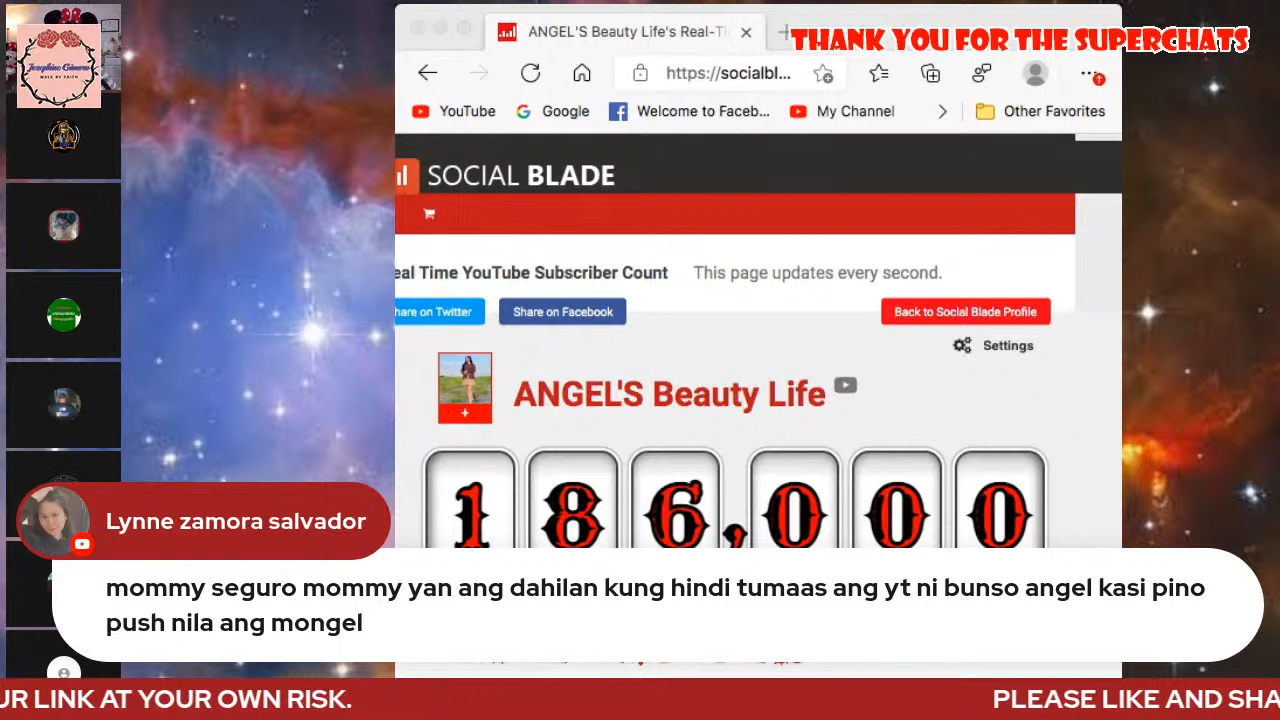 ANGEL'S Beauty Life's Real-Ti
THANK YOU FOR THE SUPERCHATS
https://socialbl...
YouTube
Google
Welcome to Faceb...
My Channel
Other Favorites
SOCIAL BLADE
eal Time YouTube Subscriber Count
This page updates every second.
hare on Twitter
Share on Facebook
Back to Social Blade Profile
Settings
ANGEL'S Beauty Life
186,000
Lynne zamora salvador
mommy seguro mommy yan ang dahilan kung hindi tumaas ang yt ni bunso angel kasi pino
push nila ang mongel
UR LINK AT YOUR OWN RISK.
PLEASE LIKE AND SHA